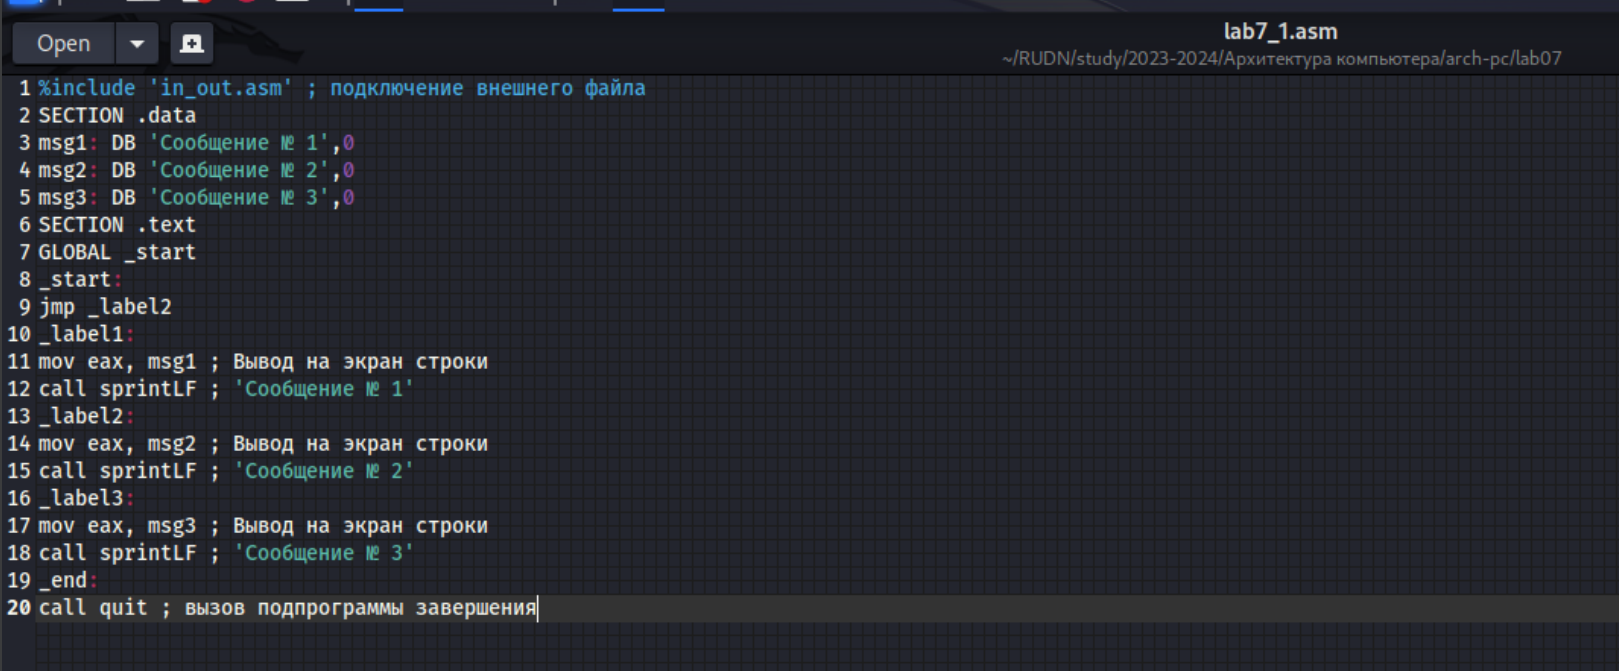 Open
lab7_1.asm
~/RUDN/study/2023-2024/Архитектура компьютера/arch-pc/lab07
1 %include 'in_out.asm' ; подключение внешнего файла
2 SECTION .data
3 msg1: DB 'Сообщение № 1',0
4 msg2: DB 'Сообщение № 2',0
5 msg3: DB 'Сообщение № 3',0
6 SECTION .text
7 GLOBAL _start
8 _start:
9 jmp _label2
10 _label1:
11 mov eax, msg1 ; Вывод на экран строки
12 call sprintLF ; 'Сообщение № 1'
13 _label2:
14 mov eax, msg2 ; Вывод на экран строки
15 call sprintLF ; 'Сообщение № 2'
16 _label3:
17 mov eax, msg3 ; Вывод на экран строки
18 call sprintLF ; 'Сообщение № 3'
19 _end:
20 call quit ; вызов подпрограммы завершения